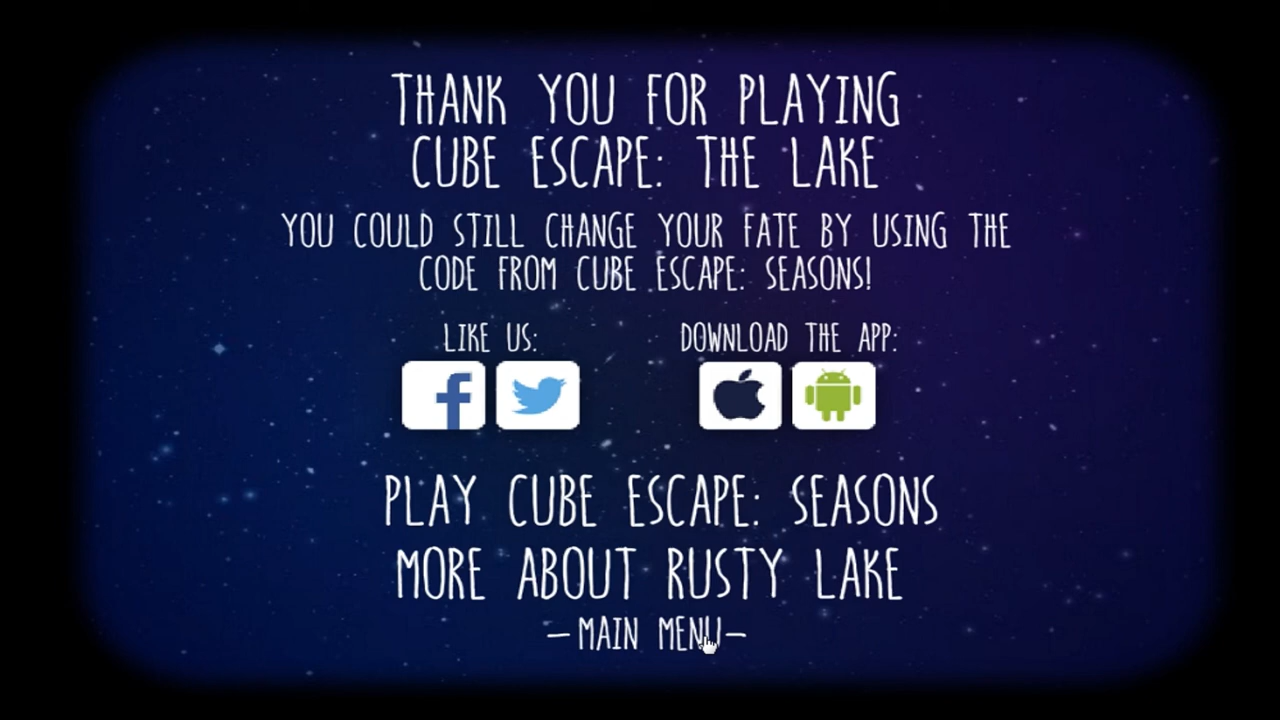 THANK YOU FOR PLAYING
CUBE ESCAPE: THE LAKE
YOU COULD STILL CHANGE YOUR FATE BY USING THE
CODE FROM CUBE ESCAPE: SEASONS!
LIKE US:
DOWNLOAD THE APP:
PLAY CUBE ESCAPE: SEASONS
MORE ABOUT RUSTY LAKE
-MAIN MENU-